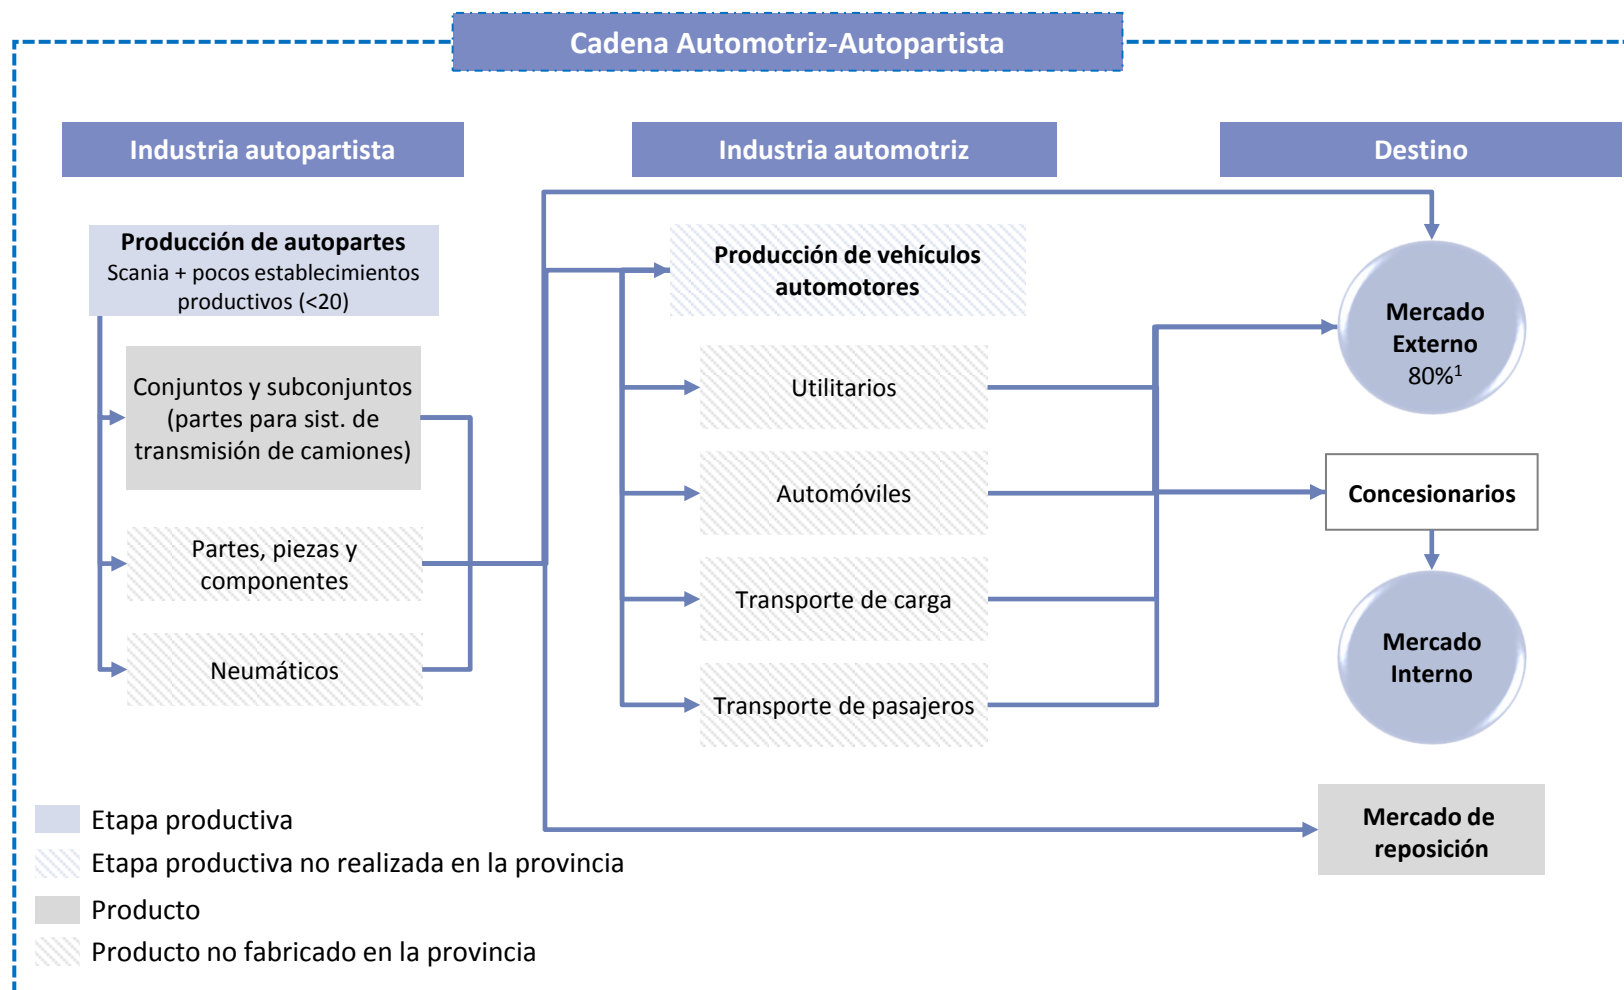 Cadena Automotriz-Autopartista
Industria autopartista
Industria automotriz
Destino
Producción de autopartes
Scania + pocos establecimientos
productivos (<20)
Conjuntos y subconjuntos
(partes para sist. de
transmisión de camiones)
Partes, piezas y
componentes
Neumáticos
Producción de vehículos
automotores
Utilitarios
Automóviles
Transporte de carga
Transporte de pasajeros
Mercado
Externo
80%¹
Concesionarios
Mercado
Interno
Mercado de
reposición
Etapa productiva
Etapa productiva no realizada en la provincia
Producto
Producto no fabricado en la provincia